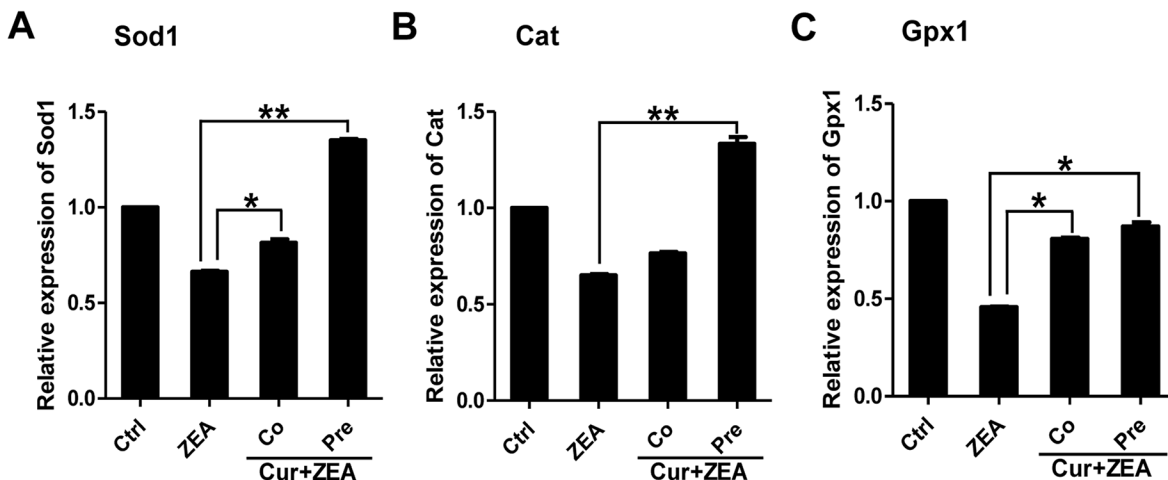 A Sod1
Relative expression of Sod1
1.5
1.0
0.5
0.0
**
*
Ctrl
ZEA
Co
Pre
Cur+ZEA
B Cat
Relative expression of Cat
1.5
1.0
0.5
0.0
**
Ctrl
ZEA
Co
Pre
Cur+ZEA
C Gpx1
Relative expression of Gpx1
1.5
1.0
0.5
0.0
*
*
Ctrl
ZEA
Co
Pre
Cur+ZEA